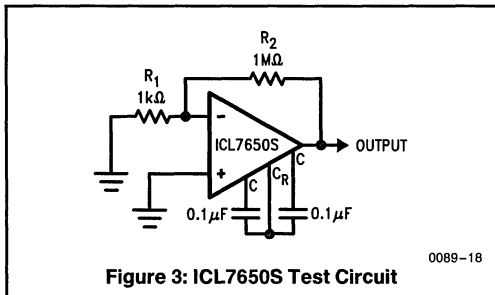 R2
1MΩ
R1
1kΩ
-
ICL7650S
+
OUTPUT
C
CR
C
0.1μF
0.1μF
0089-18
Figure 3: ICL7650S Test Circuit